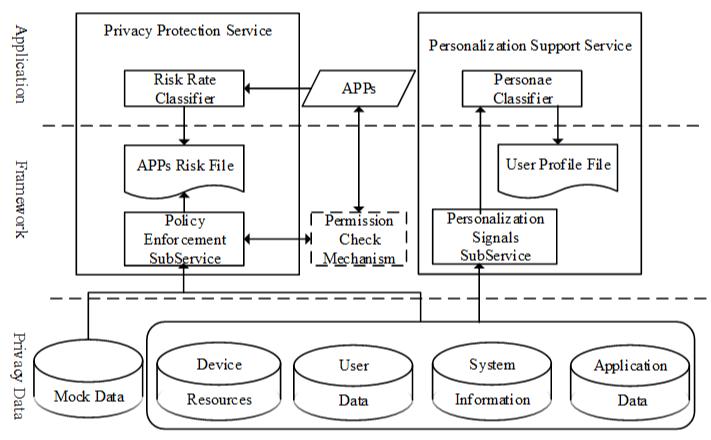 Application
Privacy Protection Service
Personalization Support Service
Risk Rate
Classifier
APPs
Personae
Classifier
Framework
APPs Risk File
User Profile File
Policy
Enforcement
SubService
Permission
Check
Mechanism
Personalization
Signals
SubService
Privacy Data
Mock Data
Device
Resources
User
Data
System
Information
Application
Data